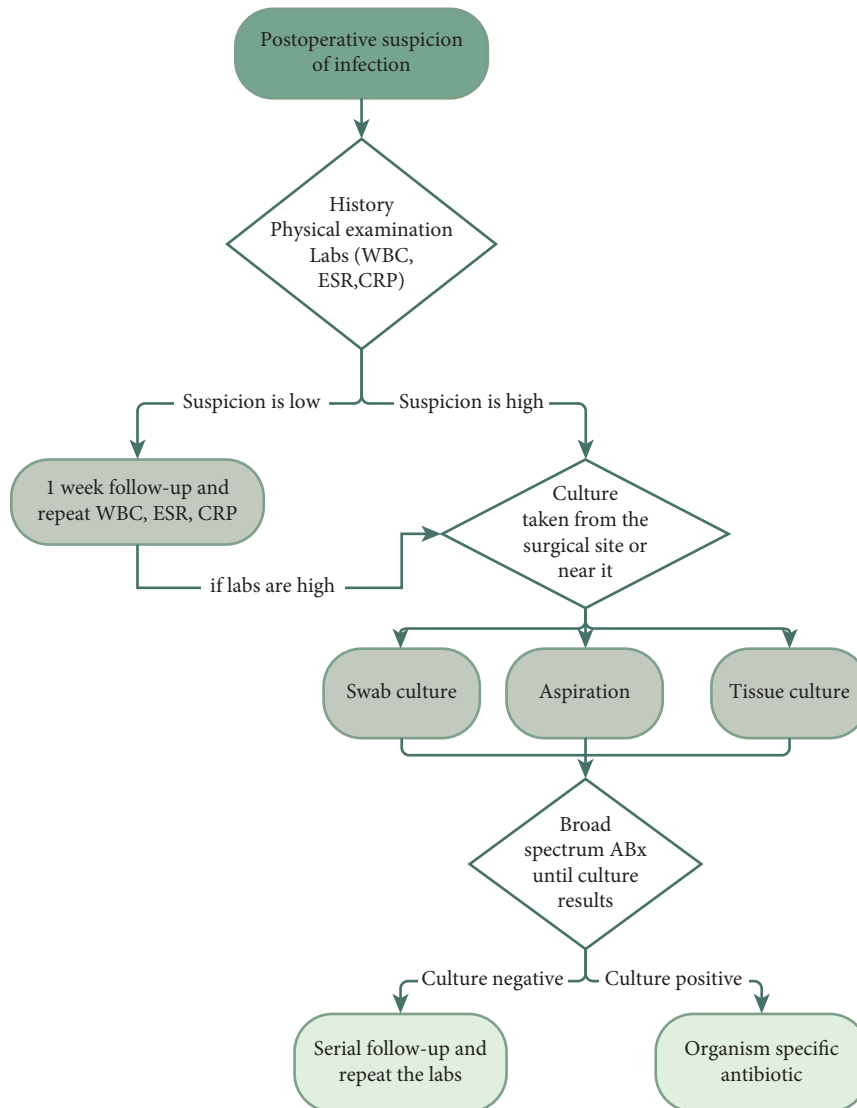 Postoperative suspicion
of infection
History
Physical examination
Labs (WBC,
ESR,CRP)
Suspicion is low
Suspicion is high
1 week follow-up and
repeat WBC, ESR, CRP
Culture
taken from the
surgical site or
near it
if labs are high
Swab culture
Aspiration
Tissue culture
Broad
spectrum ABx
until culture
results
Culture negative
Culture positive
Serial follow-up and
repeat the labs
Organism specific
antibiotic